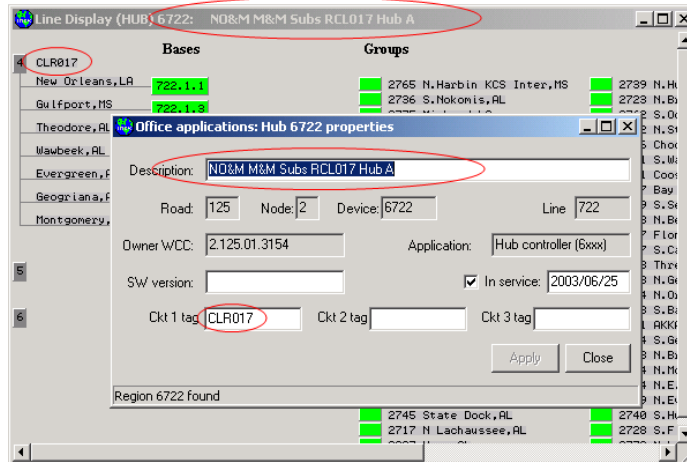 Line Display (HUB) 6722: NO&M M&M Subs RCL017 Hub A
Bases Groups
4 CLR017
New Orleans,LA 722.1.1 2765 N.Harbin KCS Inter,MS 2739
Gulfport,MS 722.1.3 2736 S.Nokomis,AL 2723
Theodore,AL
Wawbeek,AL
Evergreen,
Georgiana,
Montgomery,
5
6
Office applications: Hub 6722 properties
Description: NO&M M&M Subs RCL017 Hub A
Road: 125 Node: 2 Device: 6722 Line 722
Owner WCC: 2.125.01.3154 Application: Hub controller (6xxx)
SW version: In service: 2003/06/25
Ckt 1 tag CLR017 Ckt 2 tag Ckt 3 tag
Apply Close
Region 6722 found
2745 State Dock,AL 2740
2717 N Lachaussee,AL 2728 S.F